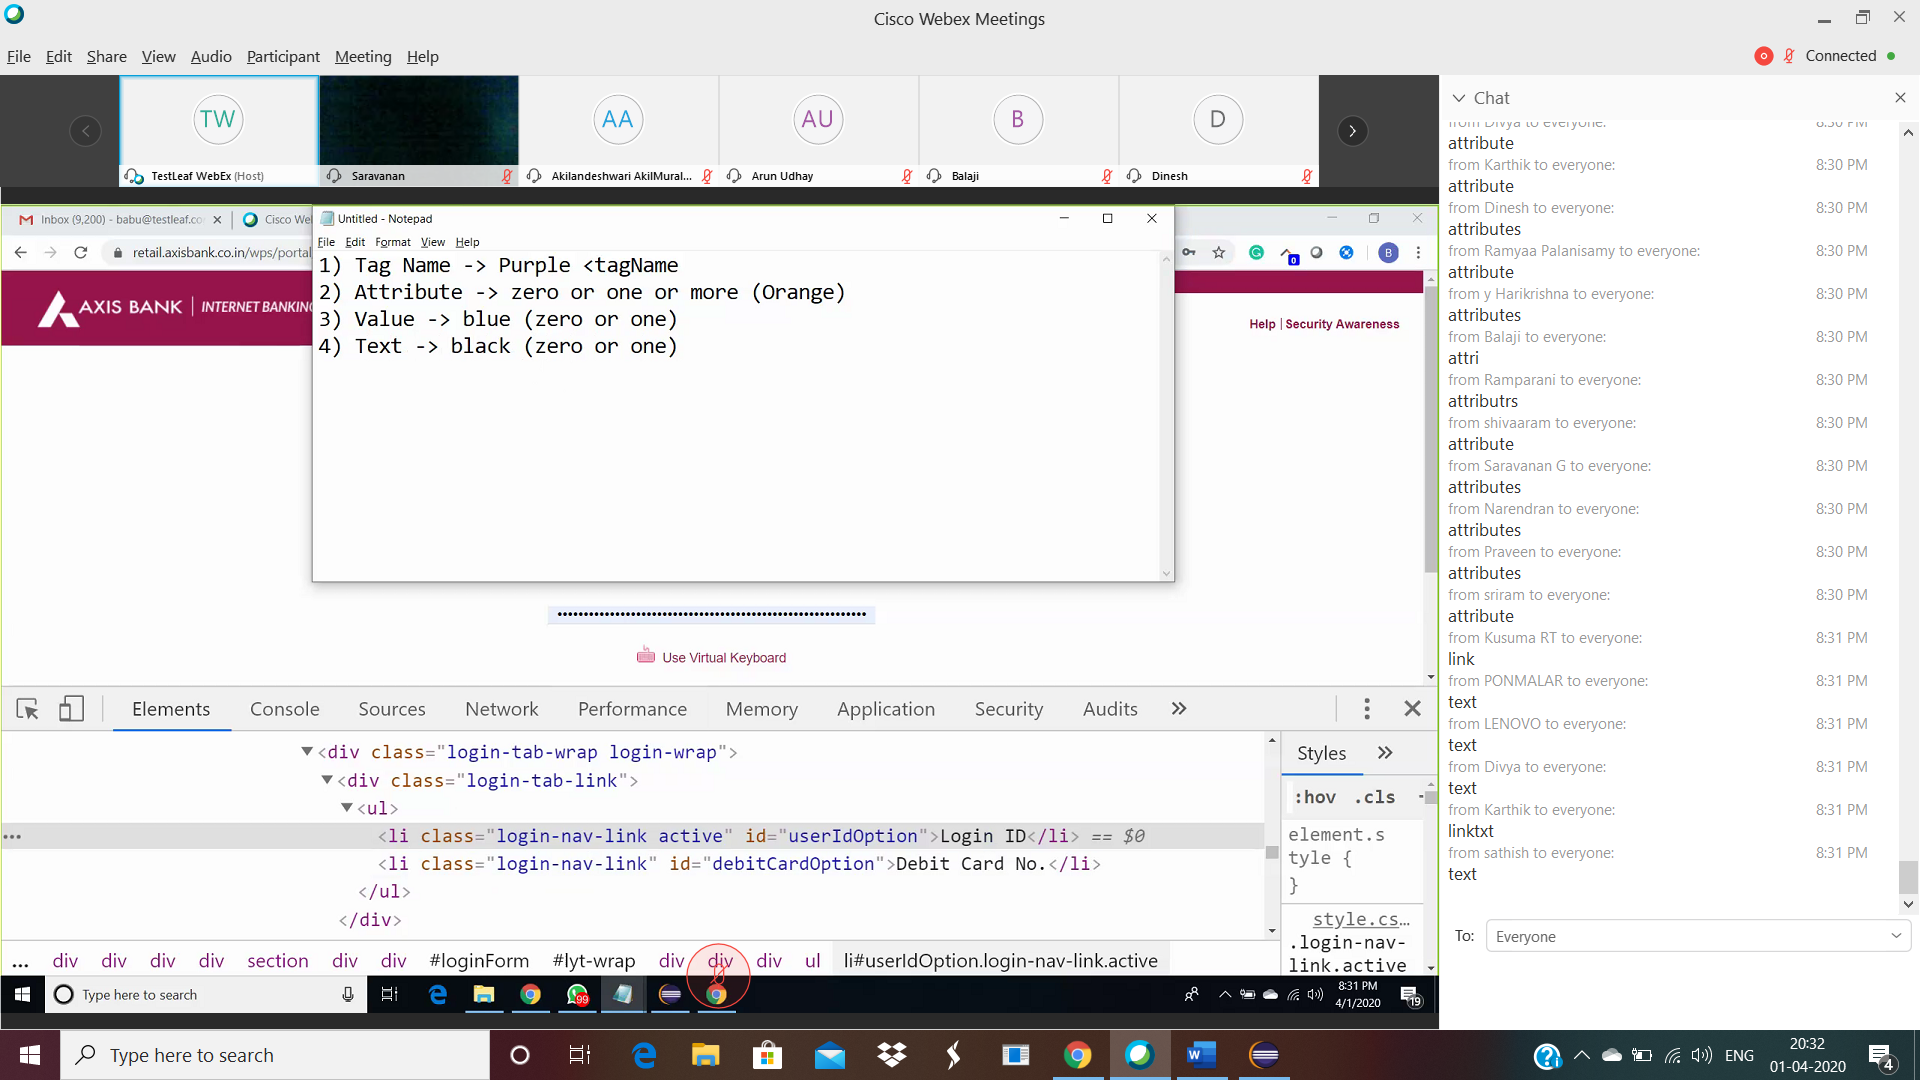 Cisco Webex Meetings
File Edit Share View Audio Participant Meeting Help
Connected
TW
AA
AU
B
D
TestLeaf WebEx (Host)
Saravanan
Akilandeshwari AkilMural...
Arun Udhay
Balaji
Dinesh
Inbox (9,200) - babu@testleaf.co
Cisco We
retail.axisbank.co.in/wps/portal
0
B
AXIS BANK | INTERNET BANKING
Help | Security Awareness
Untitled - Notepad
File Edit Format View Help
1) Tag Name -> Purple <tagName
2) Attribute -> zero or one or more (Orange)
3) Value -> blue (zero or one)
4) Text -> black (zero or one)
Use Virtual Keyboard
Elements Console Sources Network Performance Memory Application Security Audits »
<div class="login-tab-wrap login-wrap">
<div class="login-tab-link">
<ul>
<li class="login-nav-link active" id="userIdOption">Login ID</li> == $0
<li class="login-nav-link" id="debitCardOption">Debit Card No.</li>
</ul>
</div>
Styles »
:hov .cls
element.s
tyle {
}
style.cs…
.login-nav-
link.active
... div div div div section div div #loginForm #lyt-wrap div div div ul li#userIdOption.login-nav-link.active
Type here to search
99
8:31 PM
4/1/2020
19
Chat
from Divya to everyone: 8:30 PM
attribute
from Karthik to everyone: 8:30 PM
attribute
from Dinesh to everyone: 8:30 PM
attributes
from Ramyaa Palanisamy to everyone: 8:30 PM
attribute
from y Harikrishna to everyone: 8:30 PM
attributes
from Balaji to everyone: 8:30 PM
attri
from Ramparani to everyone: 8:30 PM
attributrs
from shivaaram to everyone: 8:30 PM
attribute
from Saravanan G to everyone: 8:30 PM
attributes
from Narendran to everyone: 8:30 PM
attributes
from Praveen to everyone: 8:30 PM
attributes
from sriram to everyone: 8:30 PM
attribute
from Kusuma RT to everyone: 8:31 PM
link
from PONMALAR to everyone: 8:31 PM
text
from LENOVO to everyone: 8:31 PM
text
from Divya to everyone: 8:31 PM
text
from Karthik to everyone: 8:31 PM
linktxt
from sathish to everyone: 8:31 PM
text
To: Everyone
Type here to search
ENG
20:32
01-04-2020
4